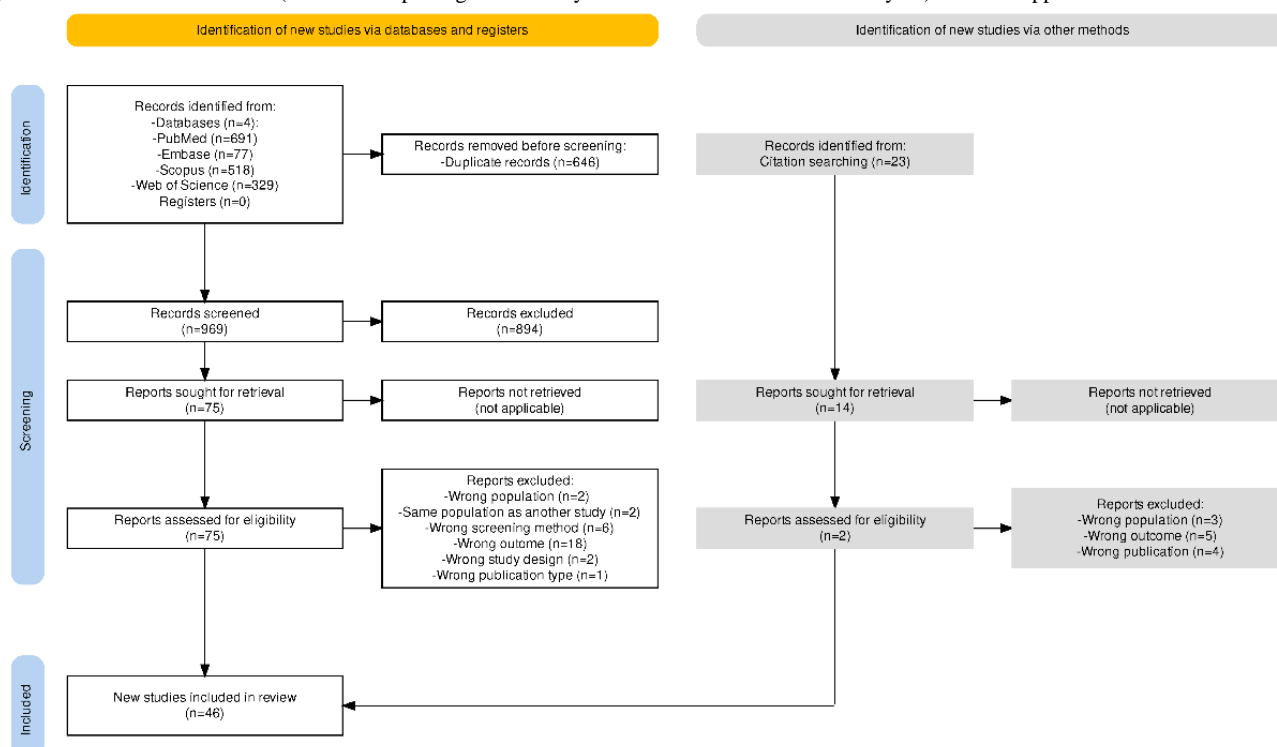 Identification of new studies via databases and registers
Identification of new studies via other methods
Identification
Records identified from:
-Databases (n=4):
-PubMed (n=691)
-Embase (n=77)
-Scopus (n=518)
-Web of Science (n=329)
Registers (n=0)
Records removed before screening:
-Duplicate records (n=646)
Records identified from:
Citation searching (n=23)
Screening
Records screened
(n=969)
Records excluded
(n=894)
Reports sought for retrieval
(n=75)
Reports not retrieved
(not applicable)
Reports sought for retrieval
(n=14)
Reports not retrieved
(not applicable)
Reports assessed for eligibility
(n=75)
Reports excluded:
-Wrong population (n=2)
-Same population as another study (n=2)
-Wrong screening method (n=6)
-Wrong outcome (n=18)
-Wrong study design (n=2)
-Wrong publication type (n=1)
Reports assessed for eligibility
(n=2)
Reports excluded:
-Wrong population (n=3)
-Wrong outcome (n=5)
-Wrong publication (n=4)
Included
New studies included in review
(n=46)